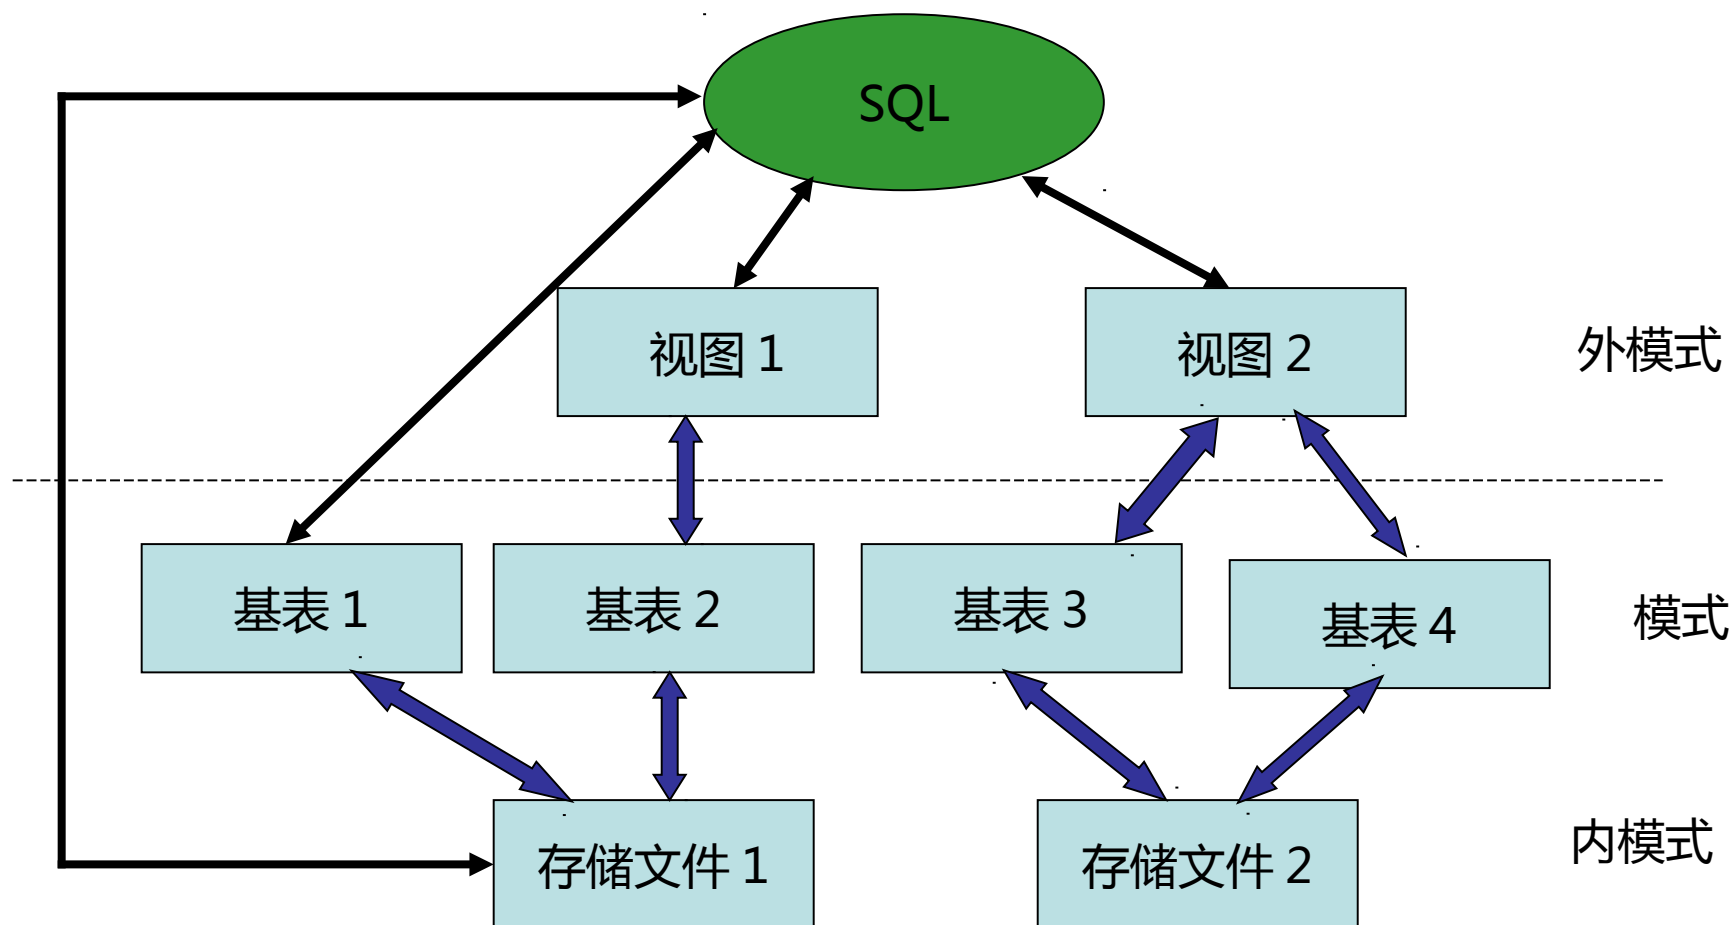 SQL
视图 1
视图 2
外模式
基表 1
基表 2
基表 3
基表 4
模式
存储文件 1
存储文件 2
内模式